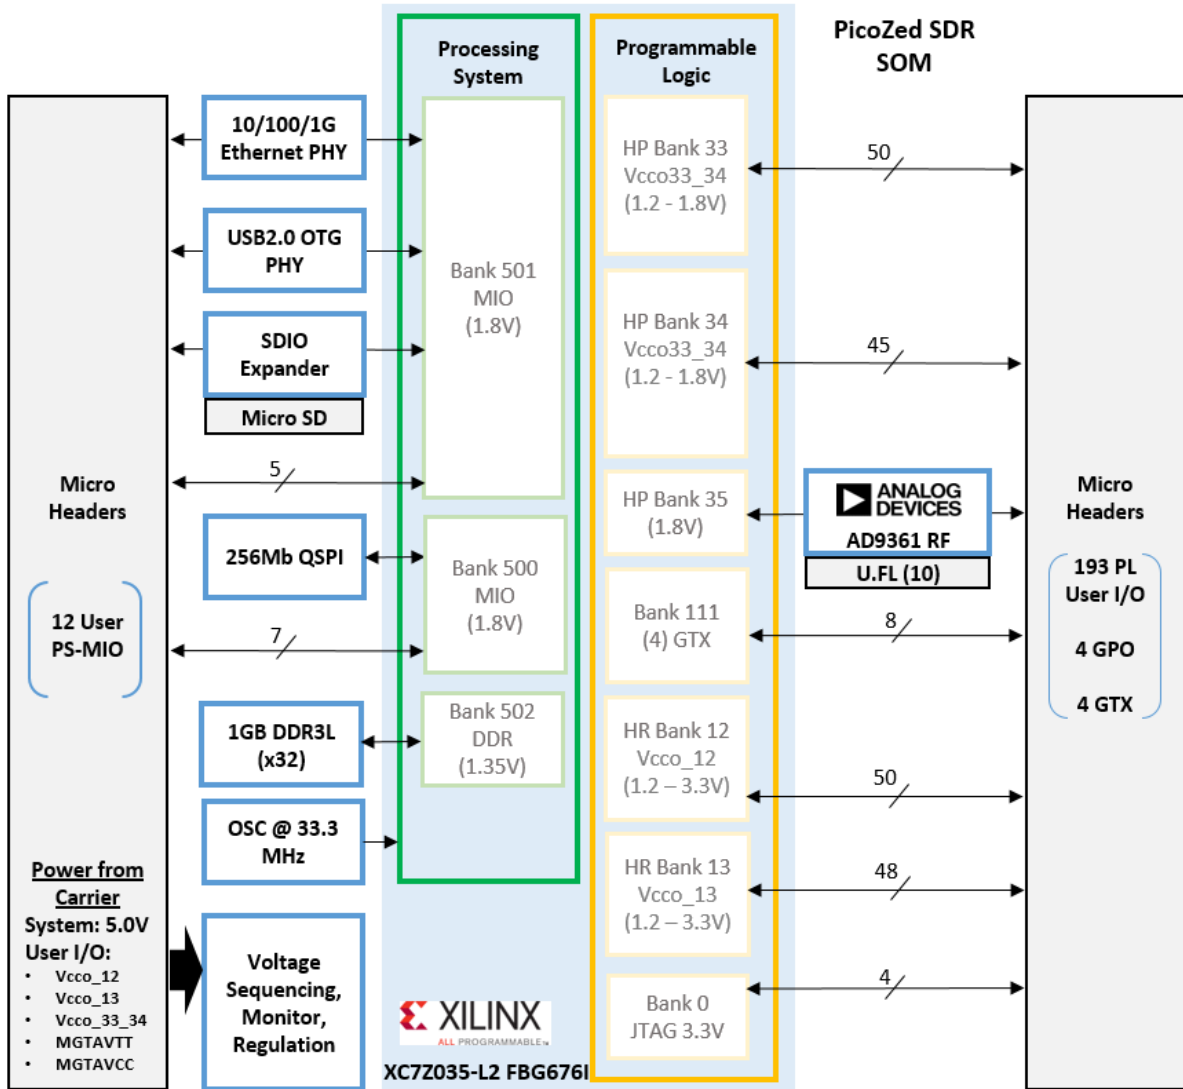 PicoZed SDR
SOM
Processing
System
Programmable
Logic
10/100/1G
Ethernet PHY
USB2.0 OTG
PHY
SDIO
Expander
Micro SD
5
256Mb QSPI
7
1GB DDR3L
(x32)
OSC @ 33.3
MHz
Voltage
Sequencing,
Monitor,
Regulation
Micro
Headers
12 User
PS-MIO
Power from
Carrier
System: 5.0V
User I/O:
• Vcco_12
• Vcco_13
• Vcco_33_34
• MGTAVTT
• MGTAVCC
Bank 501
MIO
(1.8V)
Bank 500
MIO
(1.8V)
Bank 502
DDR
(1.35V)
XILINX
ALL PROGRAMMABLE™
XC7Z035-L2 FBG676I
HP Bank 33
Vcco33_34
(1.2 - 1.8V)
HP Bank 34
Vcco33_34
(1.2 - 1.8V)
HP Bank 35
(1.8V)
Bank 111
(4) GTX
HR Bank 12
Vcco_12
(1.2 – 3.3V)
HR Bank 13
Vcco_13
(1.2 – 3.3V)
Bank 0
JTAG 3.3V
50
45
ANALOG
DEVICES
AD9361 RF
U.FL (10)
8
50
48
4
Micro
Headers
193 PL
User I/O
4 GPO
4 GTX